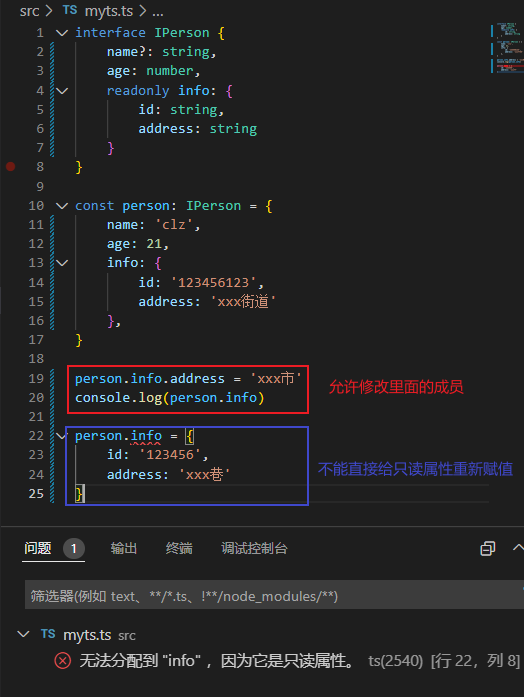 src > TS myts.ts > ...
1 interface IPerson {
2 name?: string,
3 age: number,
4 readonly info: {
5 id: string,
6 address: string
7 }
8 }
9
10 const person: IPerson = {
11 name: 'clz',
12 age: 21,
13 info: {
14 id: '123456123',
15 address: 'xxx街道'
16 },
17 }
18
19 person.info.address = 'xxx市'
20 console.log(person.info)
允许修改里面的成员
21
22 person.info = {
23 id: '123456',
24 address: 'xxx巷'
25 }
不能直接给只读属性重新赋值
问题 1 输出 终端 调试控制台
筛选器(例如 text、**/*.ts、!**/node_modules/**)
TS myts.ts src
无法分配到 "info" ，因为它是只读属性。 ts(2540) [行 22，列 8]